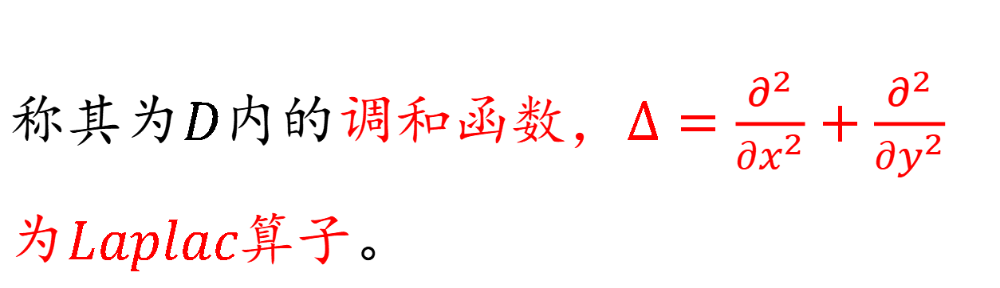 称其为D内的调和函数，Δ = ∂²/∂x² + ∂²/∂y²
为Laplac算子。